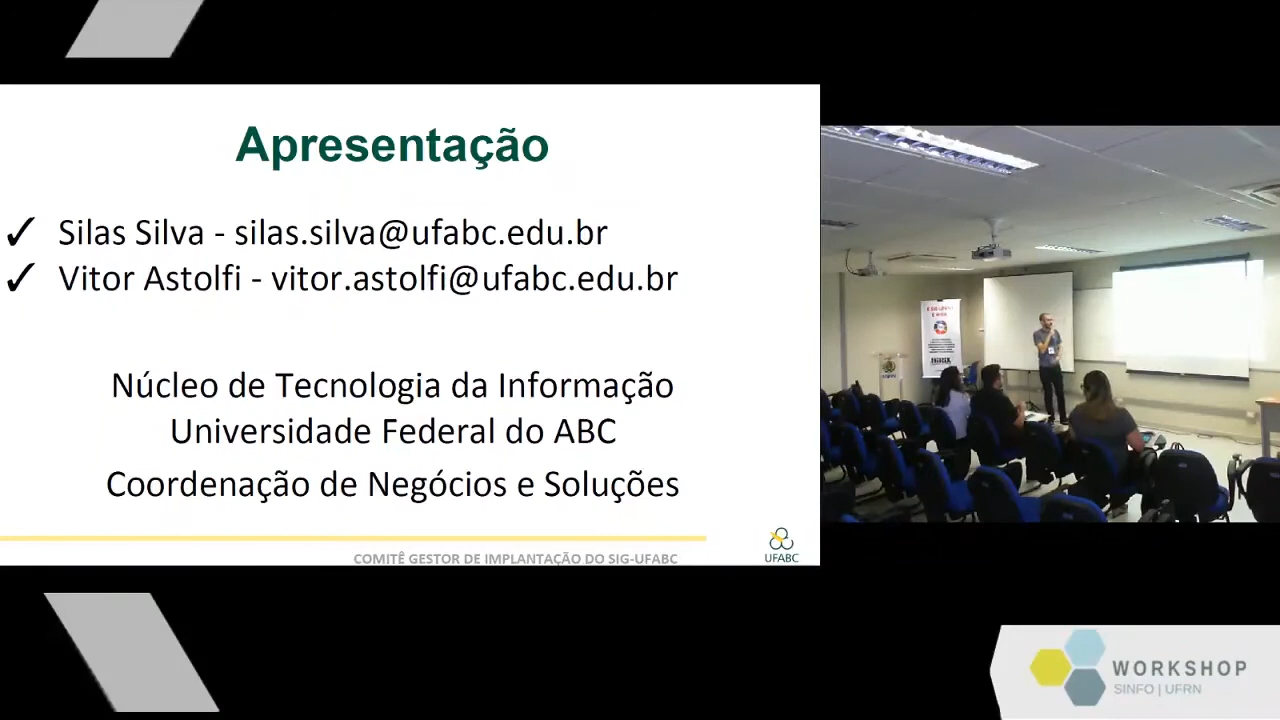 Apresentação
✓ Silas Silva - silas.silva@ufabc.edu.br
✓ Vitor Astolfi - vitor.astolfi@ufabc.edu.br
Núcleo de Tecnologia da Informação
Universidade Federal do ABC
Coordenação de Negócios e Soluções
COMITÊ GESTOR DE IMPLANTAÇÃO DO SIG-UFABC
UFABC
WORKSHOP
SINFO | UFRN